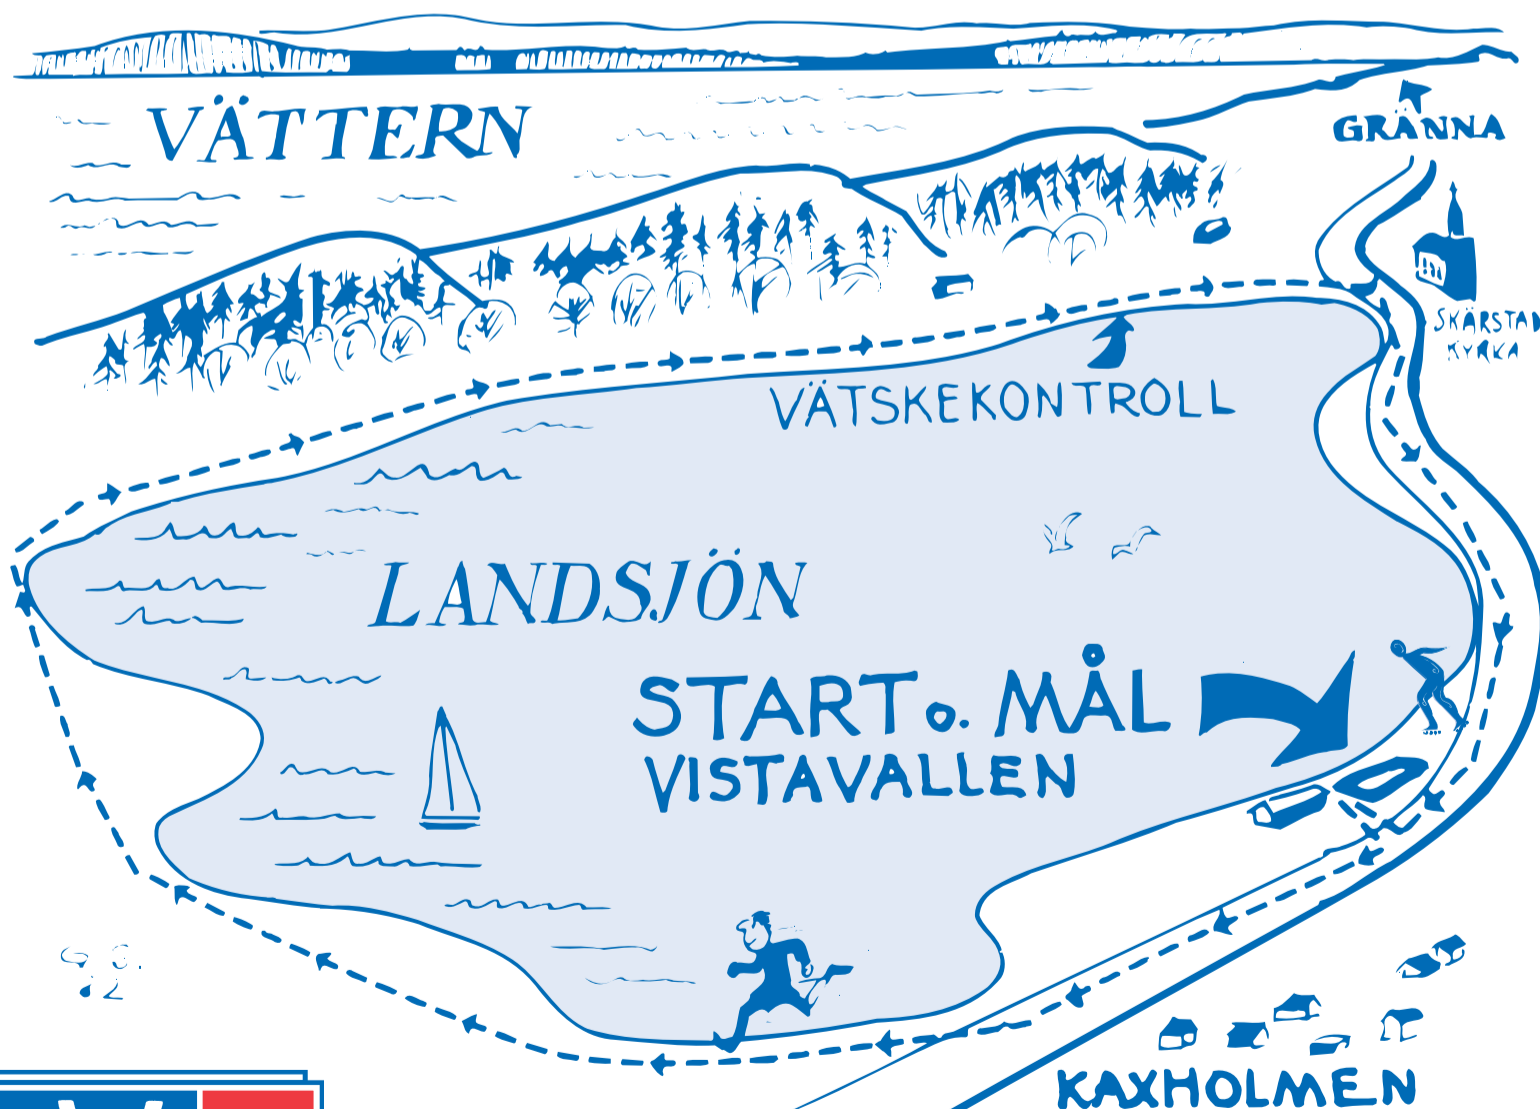 VÄTTERN
GRÄNNA
SKÄRSTAD
KYRKA
VÄTSKEKONTROLL
LANDSJÖN
START o. MÅL
VISTAVALLEN
KAXHOLMEN